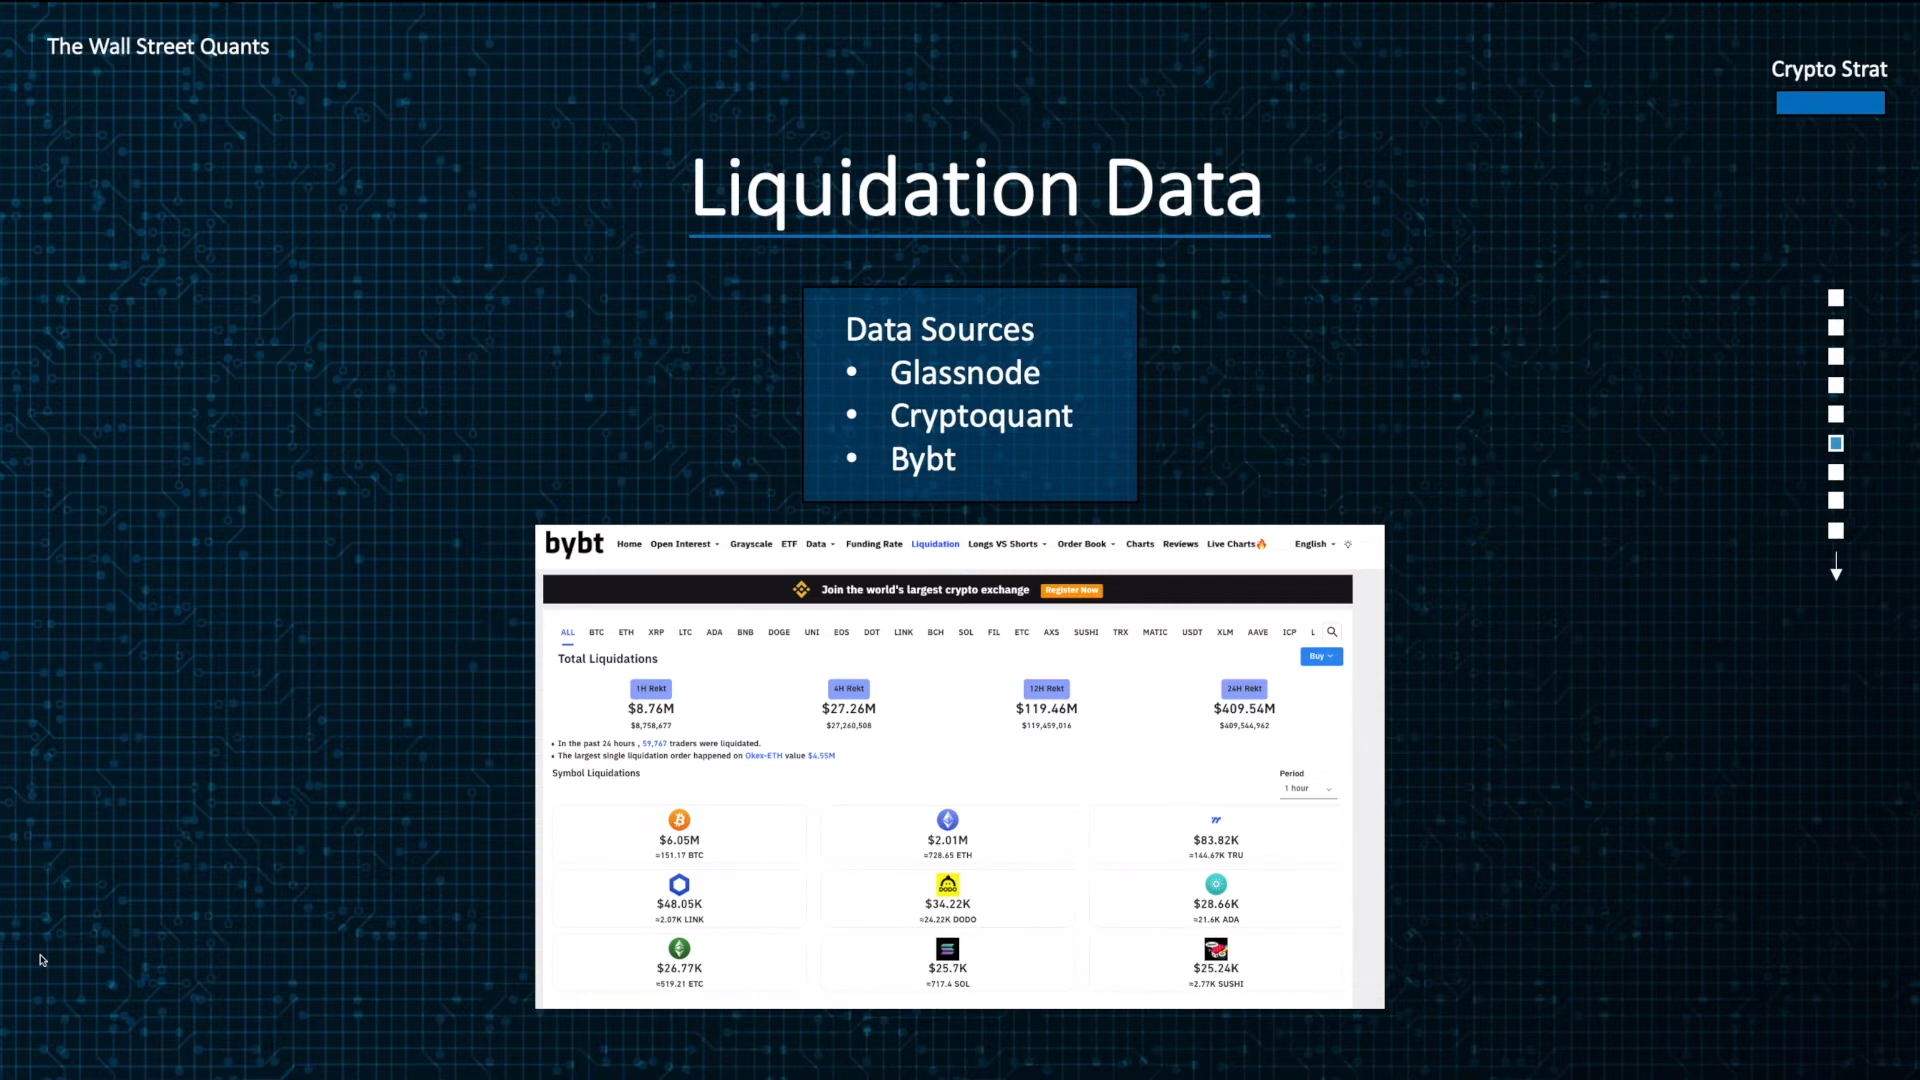 The Wall Street Quants
Crypto Strat
Liquidation Data
Data Sources
• Glassnode
• Cryptoquant
• Bybt
bybt Home Open Interest Grayscale ETF Data Funding Rate Liquidation Longs VS Shorts Order Book Charts Reviews Live Charts🔥 English
Join the world's largest crypto exchange Register Now
ALL BTC ETH XRP LTC ADA BNB DOGE UNI EOS DOT LINK BCH SOL FIL ETC AXS SUSHI TRX MATIC USDT XLM AAVE ICP L
Total Liquidations Buy
1H Rekt 4H Rekt 12H Rekt 24H Rekt
$8.76M $27.26M $119.46M $409.54M
$8,758,677 $27,260,508 $119,459,016 $409,544,962
• In the past 24 hours , 59,767 traders were liquidated.
• The largest single liquidation order happened on Okex-ETH value $4.55M
Symbol Liquidations Period
1 hour
$6.05M $2.01M $83.82K
≈151.17 BTC ≈728.65 ETH ≈144.67K TRU
DODO
$48.05K $34.22K $28.66K
≈2.07K LINK ≈24.22K DODO ≈21.6K ADA
$26.77K $25.7K $25.24K
≈519.21 ETC ≈717.4 SOL ≈2.77K SUSHI